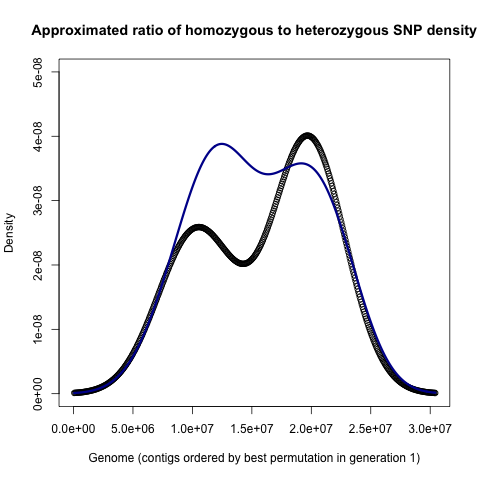 Approximated ratio of homozygous to heterozygous SNP density
Density
5e-08
4e-08
3e-08
2e-08
1e-08
0e+00
0.0e+00 5.0e+06 1.0e+07 1.5e+07 2.0e+07 2.5e+07 3.0e+07
Genome (contigs ordered by best permutation in generation 1)